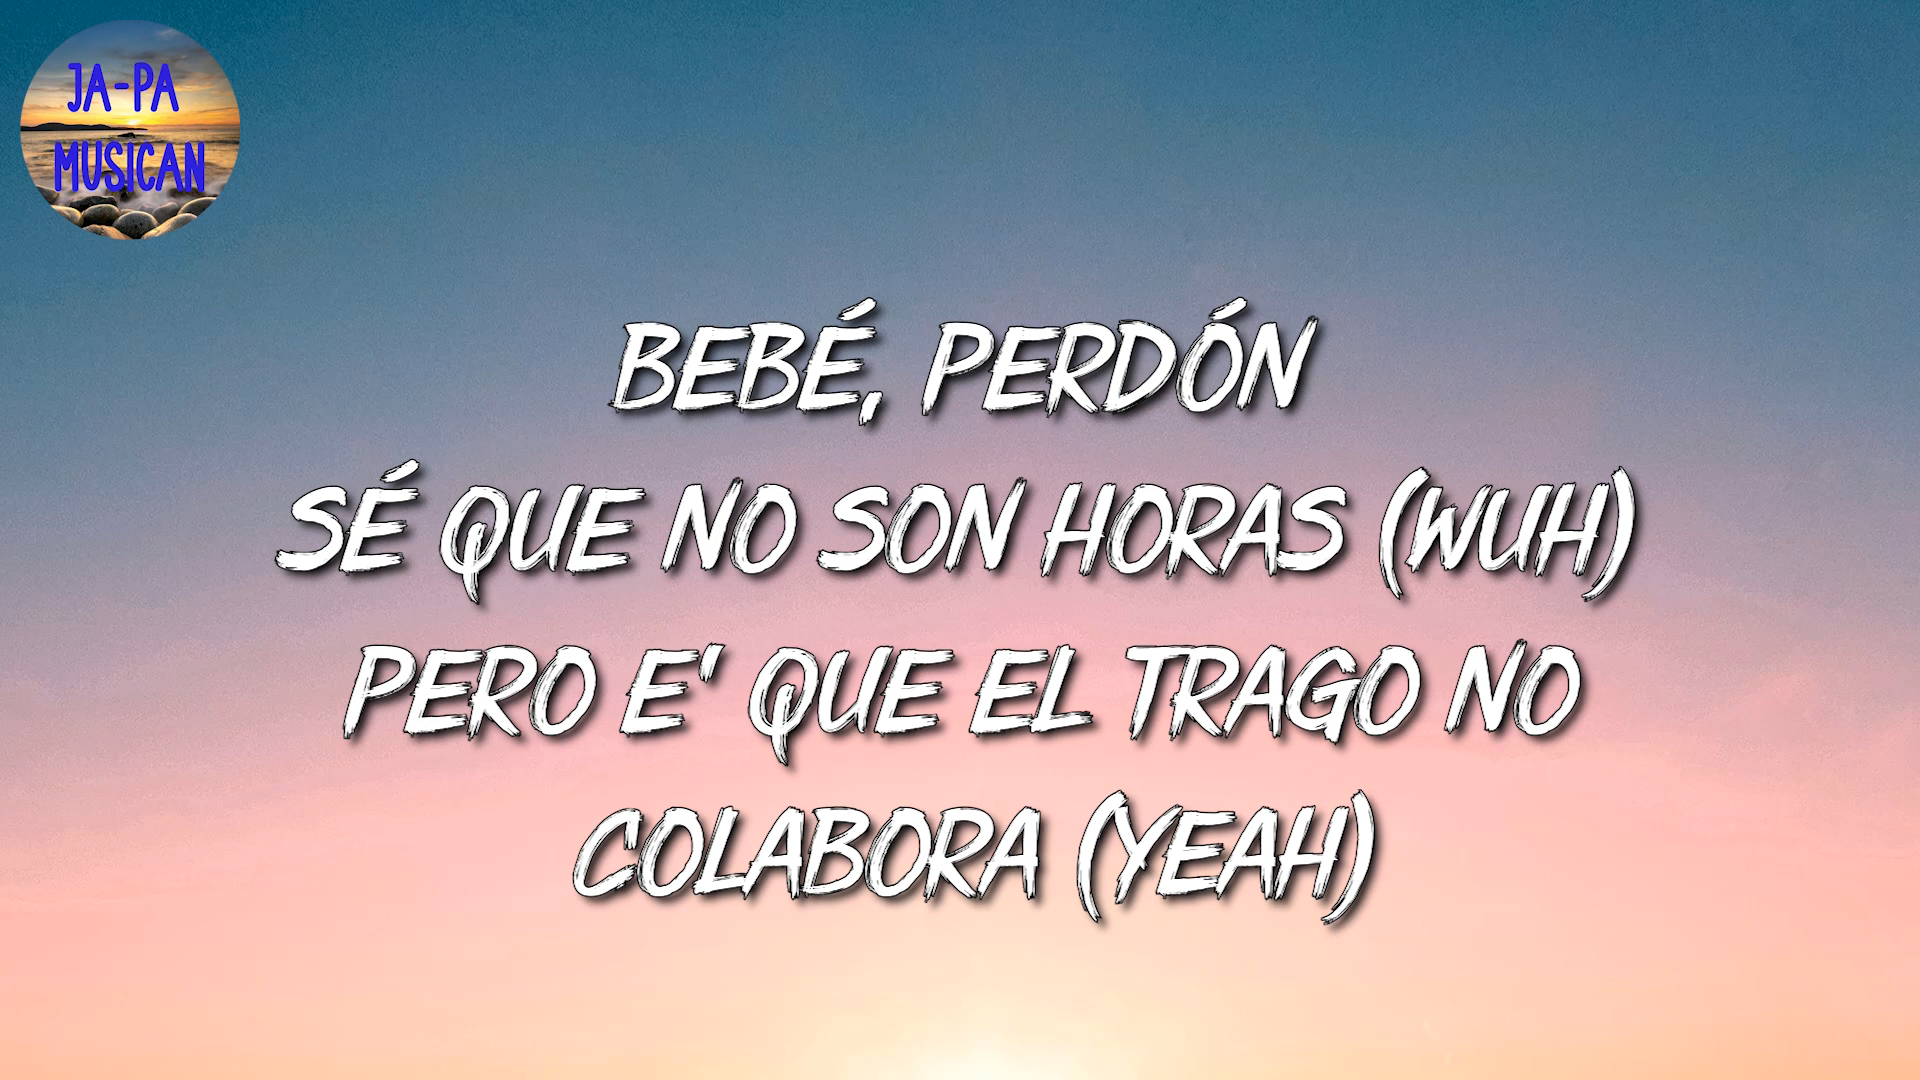 JA-PA
MUSICAN
BEBÉ, PERDÓN
SÉ QUE NO SON HORAS (WUH)
PERO E' QUE EL TRAGO NO
COLABORA (YEAH)